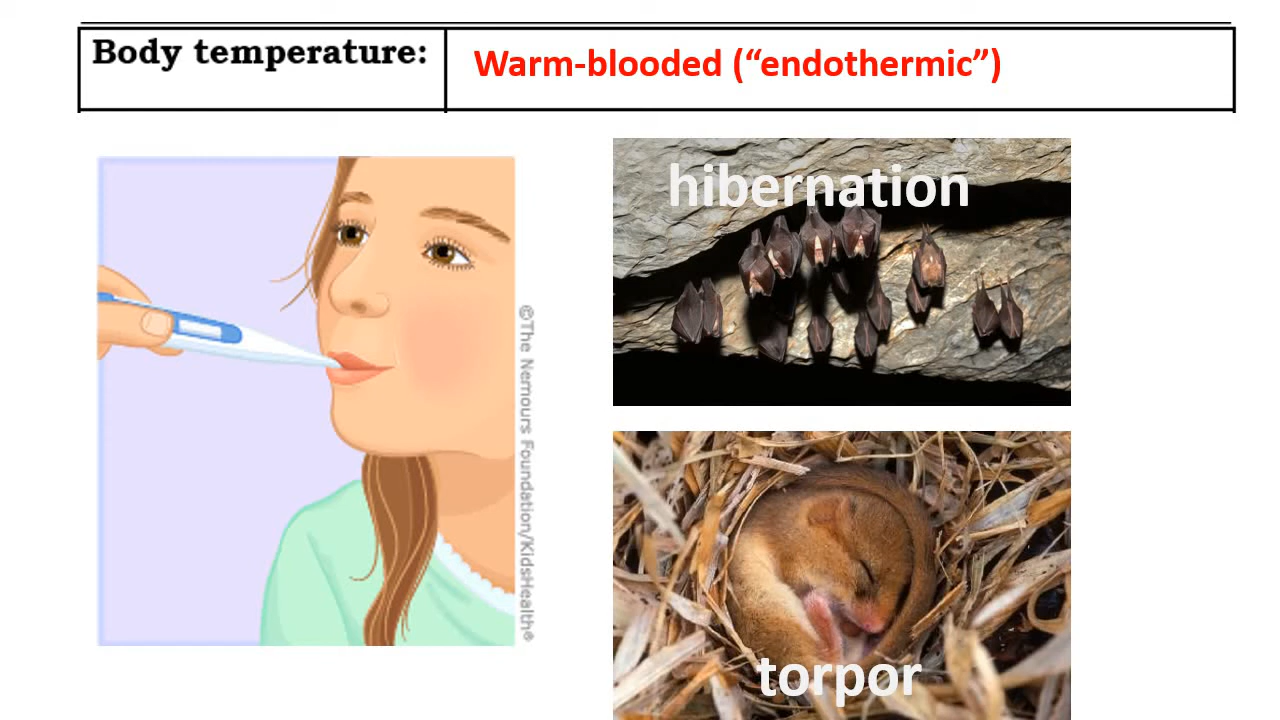 Body temperature:
Warm-blooded (“endothermic”)
hibernation
©The Nemours Foundation/KidsHealth®
torpor